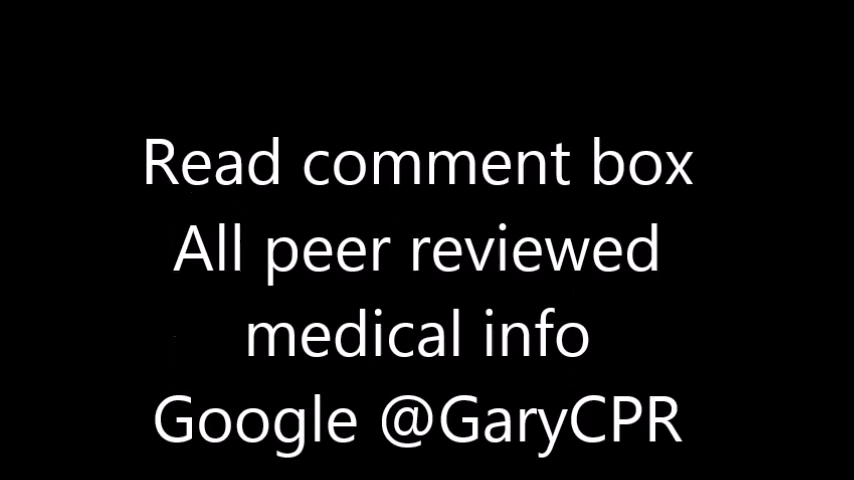 Read comment box
All peer reviewed
medical info
Google @GaryCPR